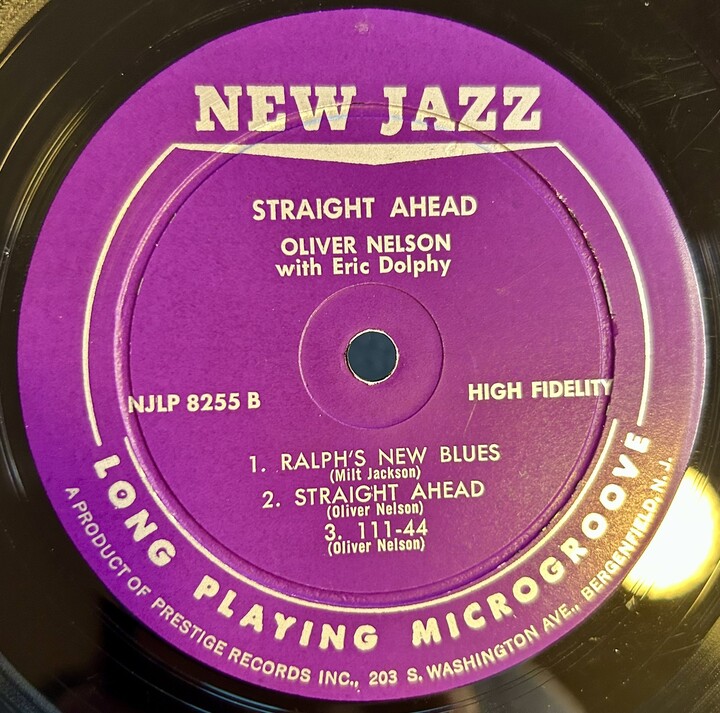 NEW JAZZ
STRAIGHT AHEAD
OLIVER NELSON
with Eric Dolphy
NJLP 8255 B
HIGH FIDELITY
1. RALPH'S NEW BLUES
(Milt Jackson)
2. STRAIGHT AHEAD
(Oliver Nelson)
3. 111-44
(Oliver Nelson)
LONG PLAYING MICROGROOVE
A PRODUCT OF PRESTIGE RECORDS INC., 203 S. WASHINGTON AVE., BERGENFIELD, N. J.